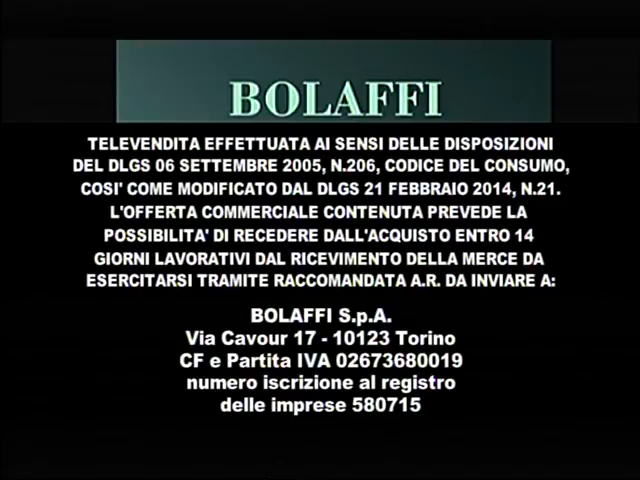 BOLAFFI
TELEVENDITA EFFETTUATA AI SENSI DELLE DISPOSIZIONI
DEL DLGS 06 SETTEMBRE 2005, N.206, CODICE DEL CONSUMO,
COSI' COME MODIFICATO DAL DLGS 21 FEBBRAIO 2014, N.21.
L'OFFERTA COMMERCIALE CONTENUTA PREVEDE LA
POSSIBILITA' DI RECEDERE DALL'ACQUISTO ENTRO 14
GIORNI LAVORATIVI DAL RICEVIMENTO DELLA MERCE DA
ESERCITARSI TRAMITE RACCOMANDATA A.R. DA INVIARE A:
BOLAFFI S.p.A.
Via Cavour 17 - 10123 Torino
CF e Partita IVA 02673680019
numero iscrizione al registro
delle imprese 580715